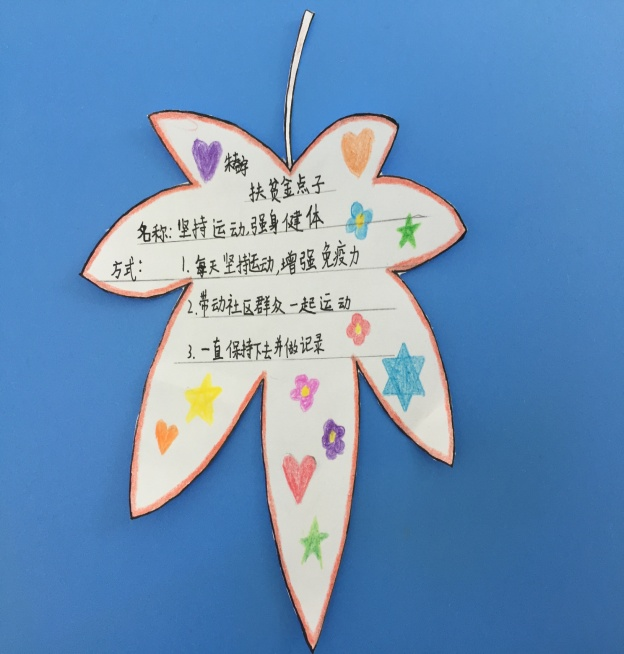 扶贫金点子
名称:坚持运动,强身健体
方式: 1.每天坚持运动,增强免疫力
2.带动社区群众一起运动
3.一直保持下去并做记录